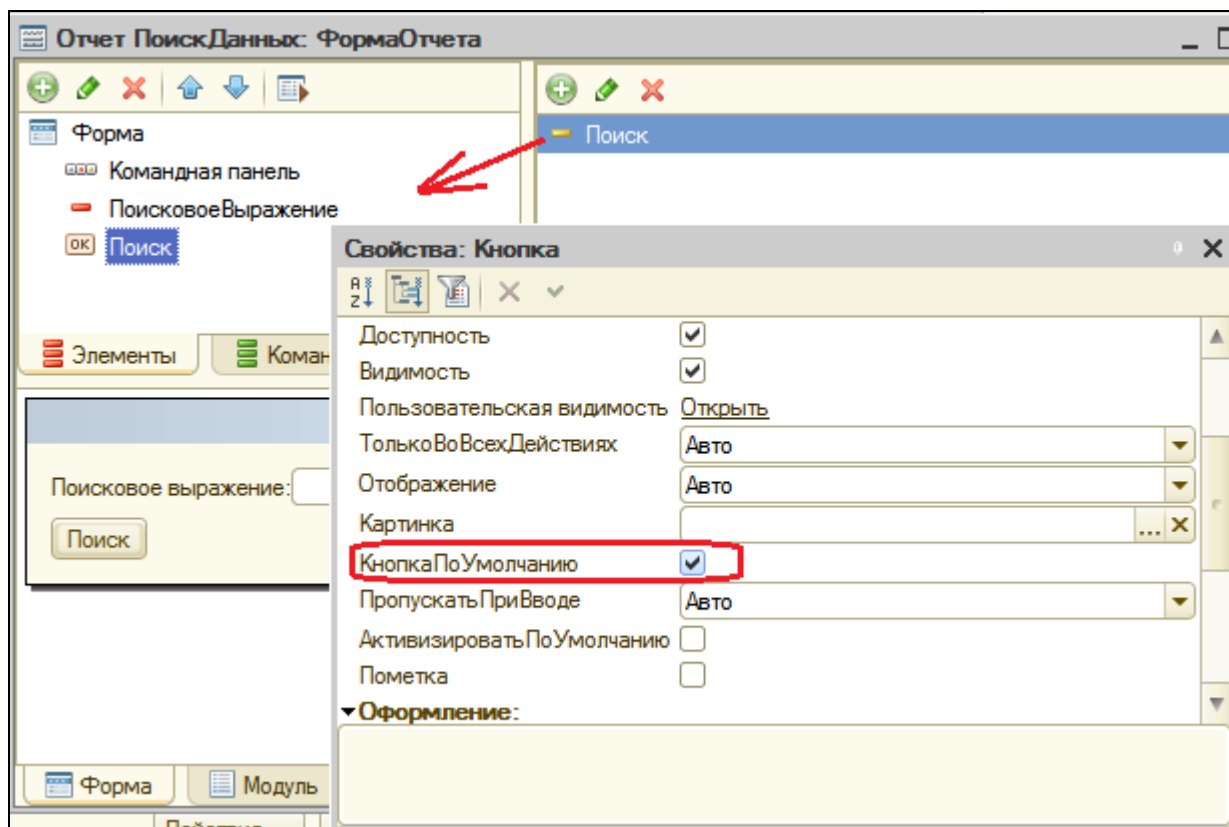 Отчет ПоискДанных: ФормаОтчета
Форма
Командная панель
ПоисковоеВыражение
OK Поиск
Поиск
Элементы
Коман
Поисковое выражение:
Поиск
Форма
Модуль
Свойства: Кнопка
Доступность
Видимость
Пользовательская видимость Открыть
ТолькоВоВсехДействиях Авто
Отображение Авто
Картинка ... X
КнопкаПоУмолчанию
ПропускатьПриВводе Авто
АктивизироватьПоУмолчанию
Пометка
Оформление: